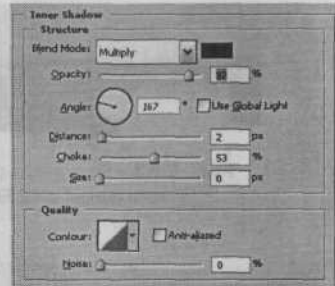 Inner Shadow
Structure
Blend Mode: Multiply
Opacity: %
Angle: 167 ° Use Global Light
Distance: 2 px
Choke: 53 %
Size: 0 px
Quality
Contour: Anti-aliased
Noise: 0 %